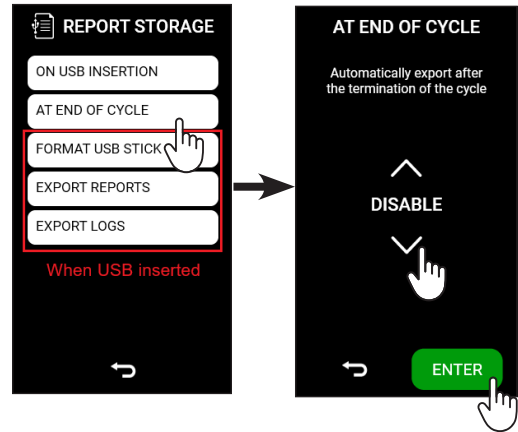 REPORT STORAGE
ON USB INSERTION
AT END OF CYCLE
FORMAT USB STICK
EXPORT REPORTS
EXPORT LOGS
When USB inserted
AT END OF CYCLE
Automatically export after
the termination of the cycle
DISABLE
ENTER